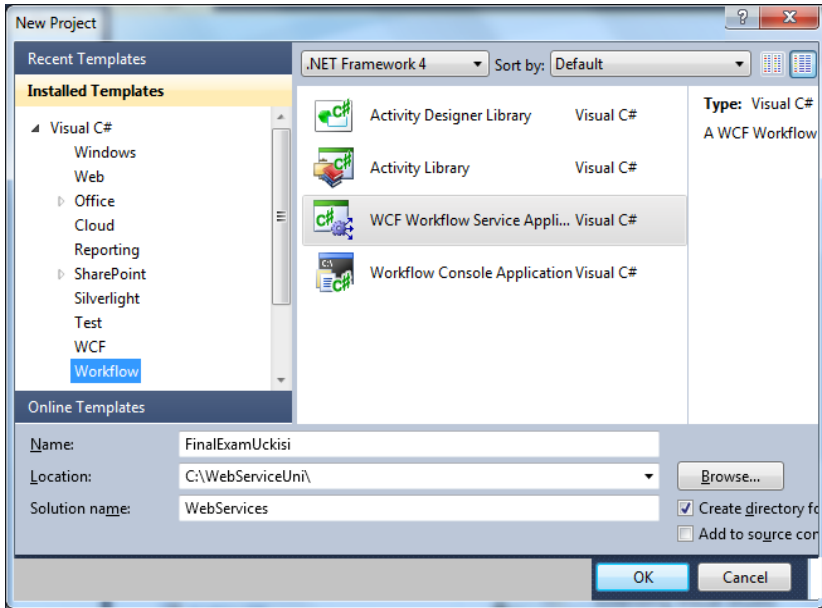 New Project
Recent Templates
Installed Templates
Visual C#
Windows
Web
Office
Cloud
Reporting
SharePoint
Silverlight
Test
WCF
Workflow
Online Templates
.NET Framework 4
Sort by: Default
Activity Designer Library Visual C#
Activity Library Visual C#
WCF Workflow Service Appli... Visual C#
Workflow Console Application Visual C#
Type: Visual C#
A WCF Workflow
Name: FinalExamUckisi
Location: C:\WebServiceUni\ Browse...
Solution name: WebServices
Create directory fo
Add to source con
OK Cancel